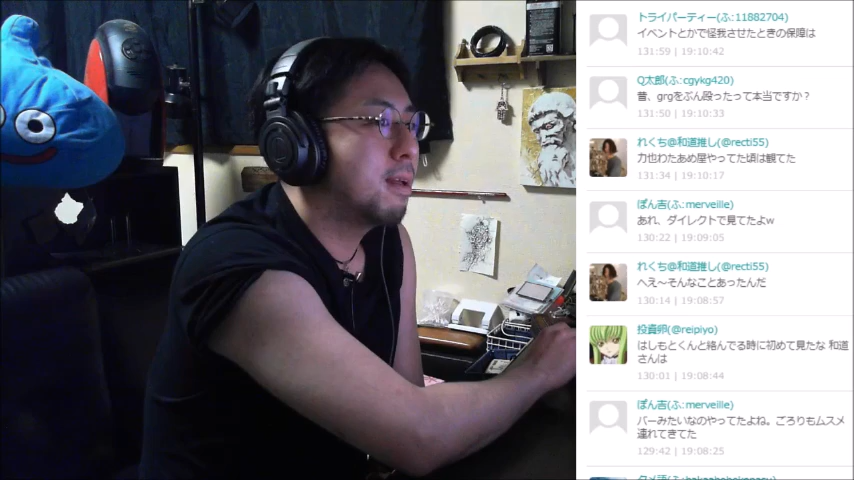 トライパーティー(ふ:11882704)
イベントとかで怪我させたときの保障は
131:59 | 19:10:42
Q太郎(ふ:cgykg420)
昔、grgをぶん殴ったって本当ですか？
131:50 | 19:10:33
れくち@和道推し(@recti55)
力也わたあめ屋やってた頃は観てた
131:34 | 19:10:17
ぽん吉(ふ:merveille)
あれ、ダイレクトで見てたよw
130:22 | 19:09:05
れくち@和道推し(@recti55)
へえ～そんなことあったんだ
130:14 | 19:08:57
投資卵(@reipiyo)
はしもとくんと絡んでる時に初めて見たな 和道
さんは
130:01 | 19:08:44
ぽん吉(ふ:merveille)
バーみたいなのやってたよね。ごろりもムスメ
連れてきてた
129:42 | 19:08:25